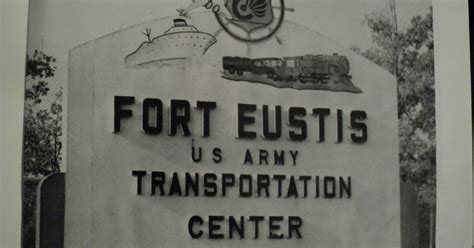 FORT EUSTIS
US ARMY
TRANSPORTATION
CENTER